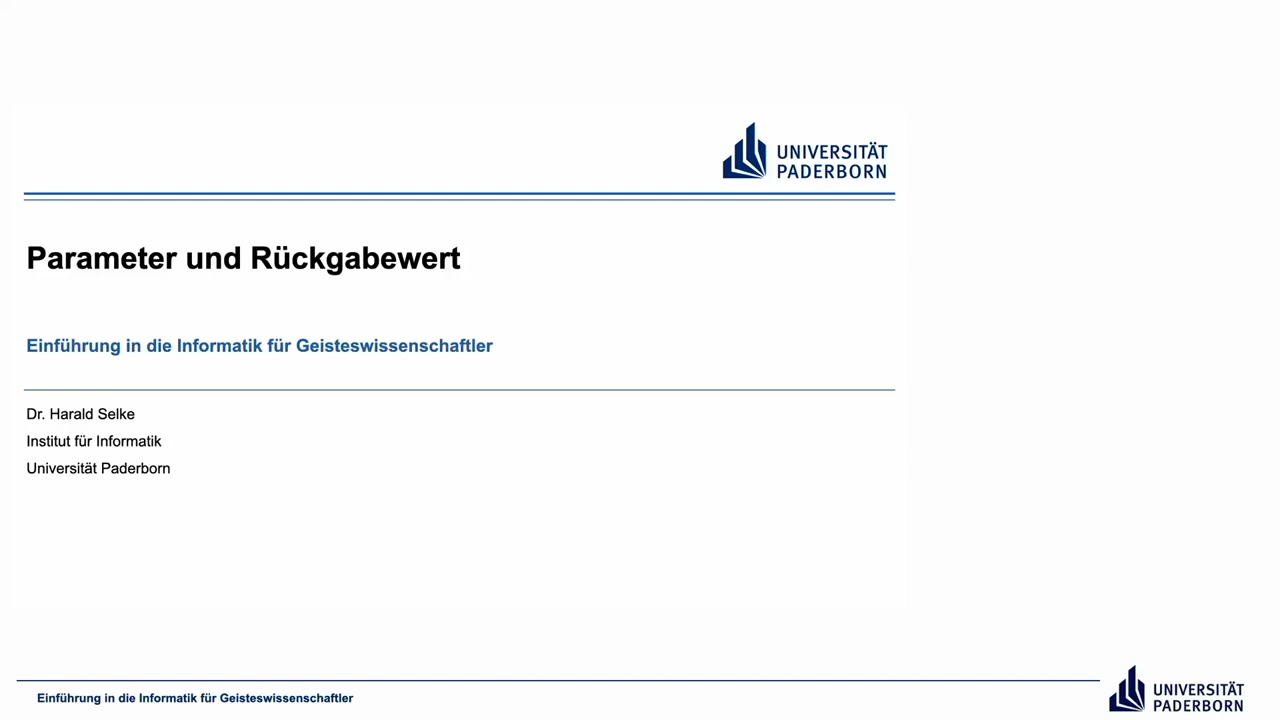 UNIVERSITÄT
PADERBORN
Parameter und Rückgabewert
Einführung in die Informatik für Geisteswissenschaftler
Dr. Harald Selke
Institut für Informatik
Universität Paderborn
Einführung in die Informatik für Geisteswissenschaftler
UNIVERSITÄT
PADERBORN